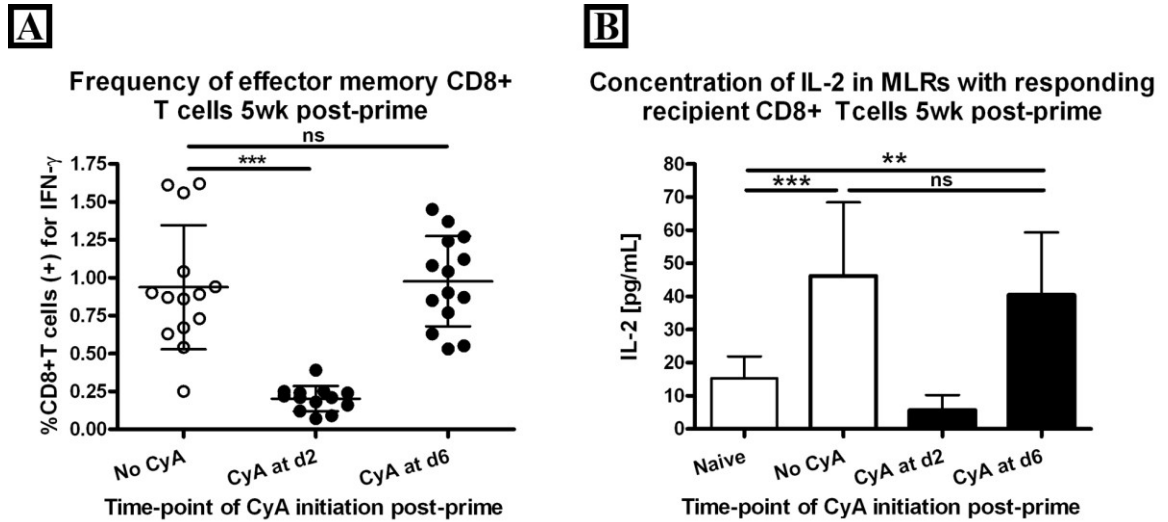 A
Frequency of effector memory CD8+
T cells 5wk post-prime
ns
***
%CD8+T cells (+) for IFN-γ
1.75
1.50
1.25
1.00
0.75
0.50
0.25
0.00
No CyA
CyA at d2
CyA at d6
Time-point of CyA initiation post-prime
B
Concentration of IL-2 in MLRs with responding
recipient CD8+ Tcells 5wk post-prime
**
***
ns
IL-2 [pg/mL]
80
70
60
50
40
30
20
10
0
Naive
No CyA
CyA at d2
CyA at d6
Time-point of CyA initiation post-prime